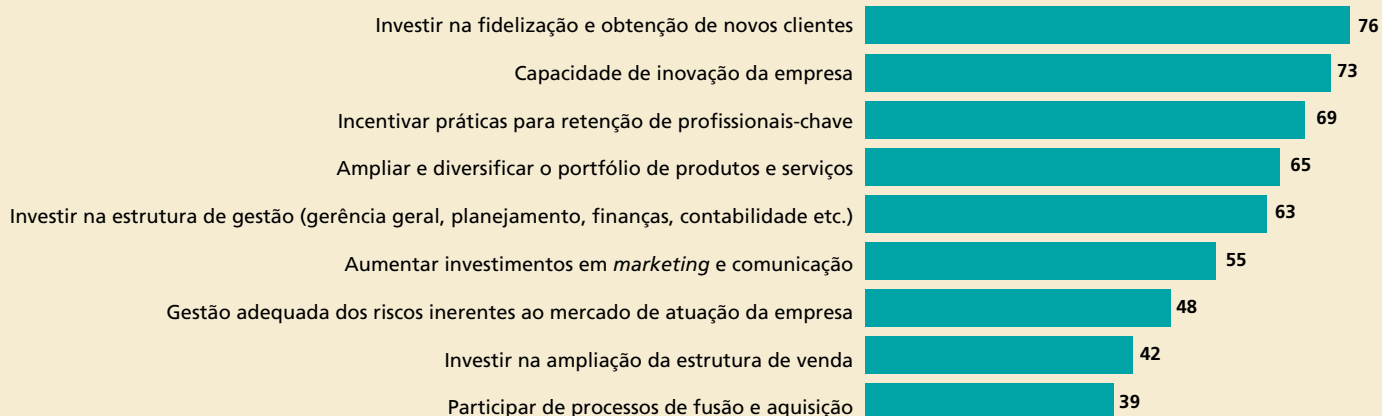 Investir na fidelização e obtenção de novos clientes 76
Capacidade de inovação da empresa 73
Incentivar práticas para retenção de profissionais-chave 69
Ampliar e diversificar o portfólio de produtos e serviços 65
Investir na estrutura de gestão (gerência geral, planejamento, finanças, contabilidade etc.) 63
Aumentar investimentos em marketing e comunicação 55
Gestão adequada dos riscos inerentes ao mercado de atuação da empresa 48
Investir na ampliação da estrutura de venda 42
Participar de processos de fusão e aquisição 39